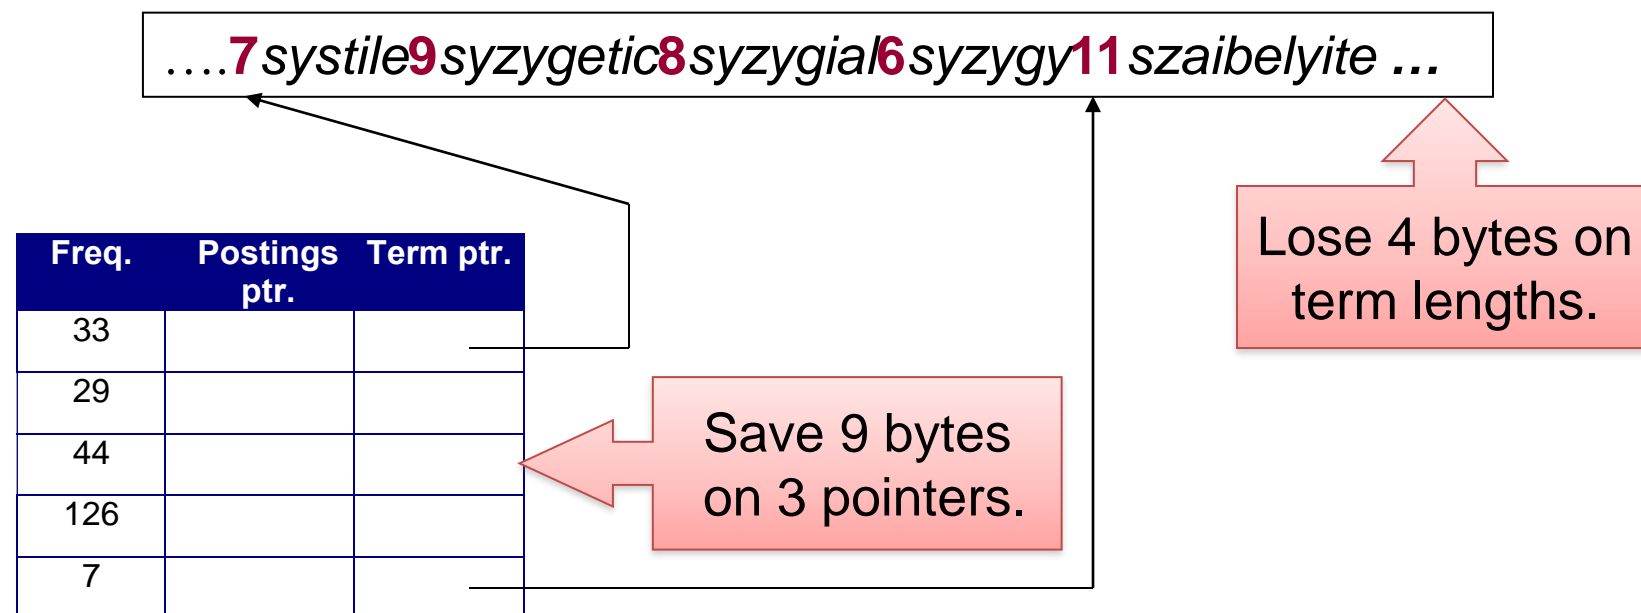 ....7systile9syzygetic8syzygial6syzygy11szaibelyite ...
Freq. Postings ptr. Term ptr.
33
29
44
126
7
Save 9 bytes
on 3 pointers.
Lose 4 bytes on
term lengths.